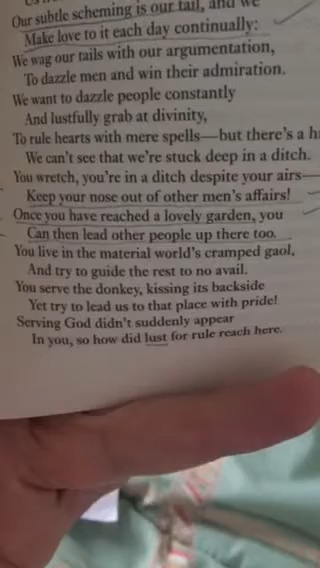 Our subtle scheming is our tail, and we
Make love to it each day continually:
We wag our tails with our argumentation,
To dazzle men and win their admiration.
We want to dazzle people constantly
And lustfully grab at divinity,
To rule hearts with mere spells—but there's a
We can't see that we're stuck deep in a ditch.
You wretch, you're in a ditch despite your airs—
Keep your nose out of other men's affairs!
Once you have reached a lovely garden, you
Can then lead other people up there too.
You live in the material world's cramped gaol,
And try to guide the rest to no avail.
You serve the donkey, kissing its backside
Yet try to lead us to that place with pride!
Serving God didn't suddenly appear
In you, so how did lust for rule reach here.